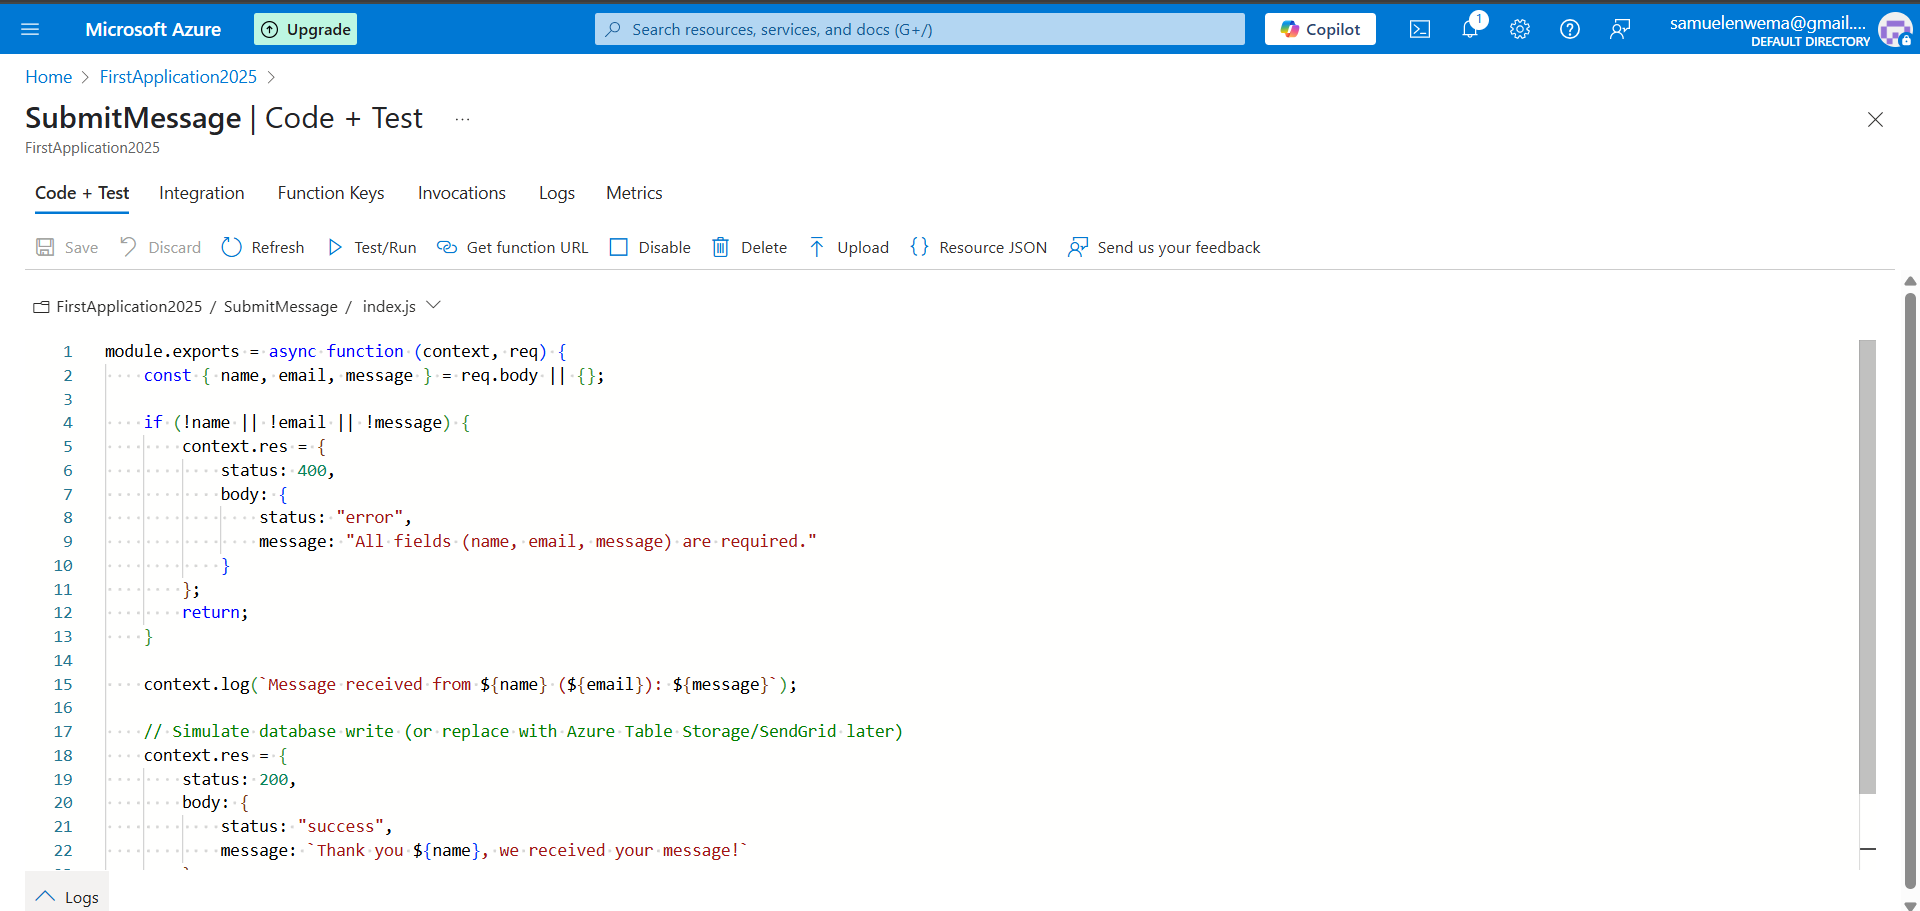 Microsoft Azure
Upgrade
Search resources, services, and docs (G+/)
Copilot
1
samuelenwema@gmail....
DEFAULT DIRECTORY
Home > FirstApplication2025 >
SubmitMessage | Code + Test ...
FirstApplication2025
Code + Test Integration Function Keys Invocations Logs Metrics
Save Discard Refresh Test/Run Get function URL Disable Delete Upload {} Resource JSON Send us your feedback
FirstApplication2025 / SubmitMessage / index.js
1 module.exports = async function (context, req) {
2     const { name, email, message } = req.body || {};
3
4     if (!name || !email || !message) {
5         context.res = {
6             status: 400,
7             body: {
8                 status: "error",
9                 message: "All fields (name, email, message) are required."
10             }
11         };
12         return;
13     }
14
15     context.log(`Message received from ${name} (${email}): ${message}`);
16
17     // Simulate database write (or replace with Azure Table Storage/SendGrid later)
18     context.res = {
19         status: 200,
20         body: {
21             status: "success",
22             message: `Thank you ${name}, we received your message!`
Logs